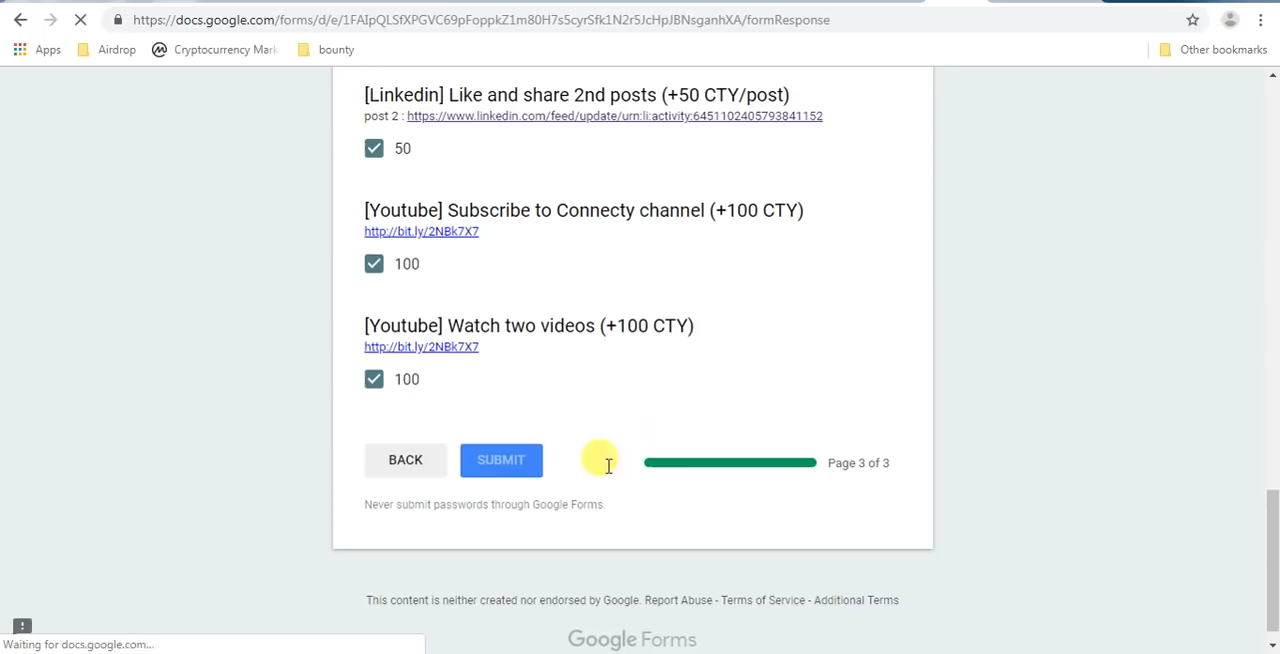 https://docs.google.com/forms/d/e/1FAIpQLSfXPGVC69pFoppkZ1m80H7s5cyrSfk1N2r5JcHpJBNsganhXA/formResponse
Apps Airdrop Cryptocurrency Mark bounty Other bookmarks
[Linkedin] Like and share 2nd posts (+50 CTY/post)
post 2 : https://www.linkedin.com/feed/update/urn:li:activity:6451102405793841152
50
[Youtube] Subscribe to Connecty channel (+100 CTY)
http://bit.ly/2NBk7X7
100
[Youtube] Watch two videos (+100 CTY)
http://bit.ly/2NBk7X7
100
BACK SUBMIT Page 3 of 3
Never submit passwords through Google Forms.
This content is neither created nor endorsed by Google. Report Abuse - Terms of Service - Additional Terms
Google Forms
Waiting for docs.google.com...